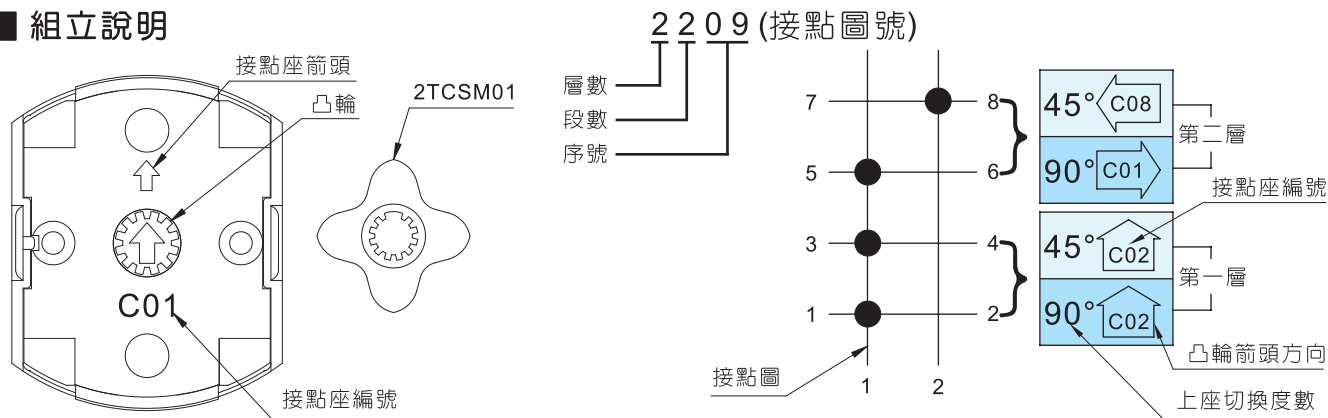 組立說明
接點座箭頭
凸輪
2TCSM01
C01
接點座編號
2209(接點圖號)
層數
段數
序號
7
8
5
6
3
4
1
2
1
2
接點圖
45° C08
90° C01
第二層
接點座編號
45° C02
90° C02
第一層
凸輪箭頭方向
上座切換度數